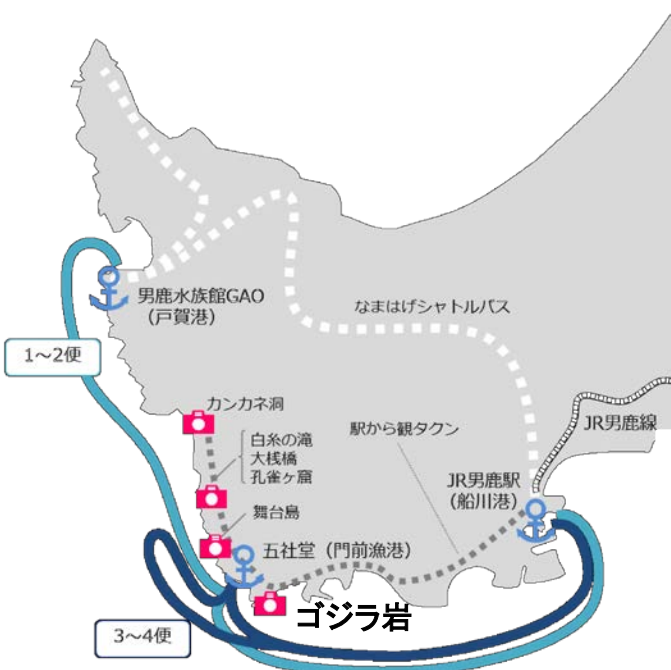 男鹿水族館GAO
（戸賀港）
なまはげシャトルバス
1～2便
カンカネ洞
白糸の滝
大桟橋
孔雀ヶ窟
駅から観タクン
JR男鹿線
JR男鹿駅
（船川港）
舞台島
五社堂（門前漁港）
ゴジラ岩
3～4便